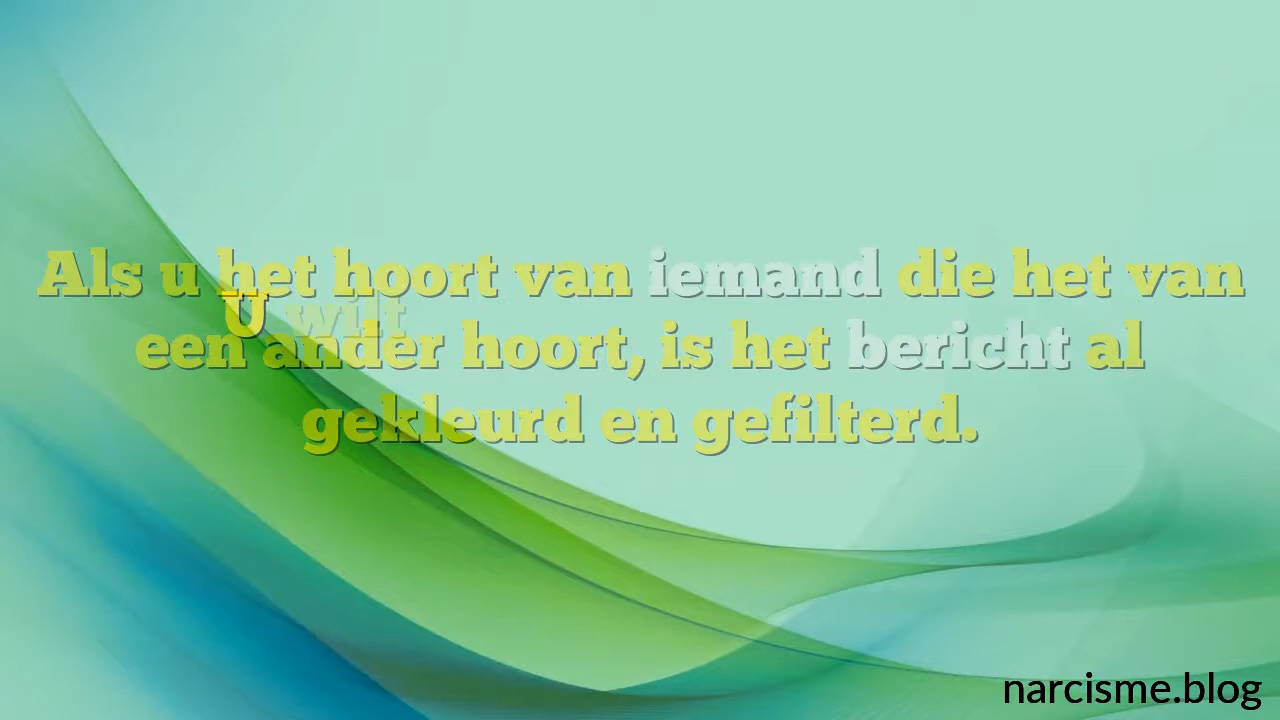 Als u het hoort van iemand die het van
U wilt
een ander hoort, is het bericht al
gekleurd en gefilterd.
narcisme.blog